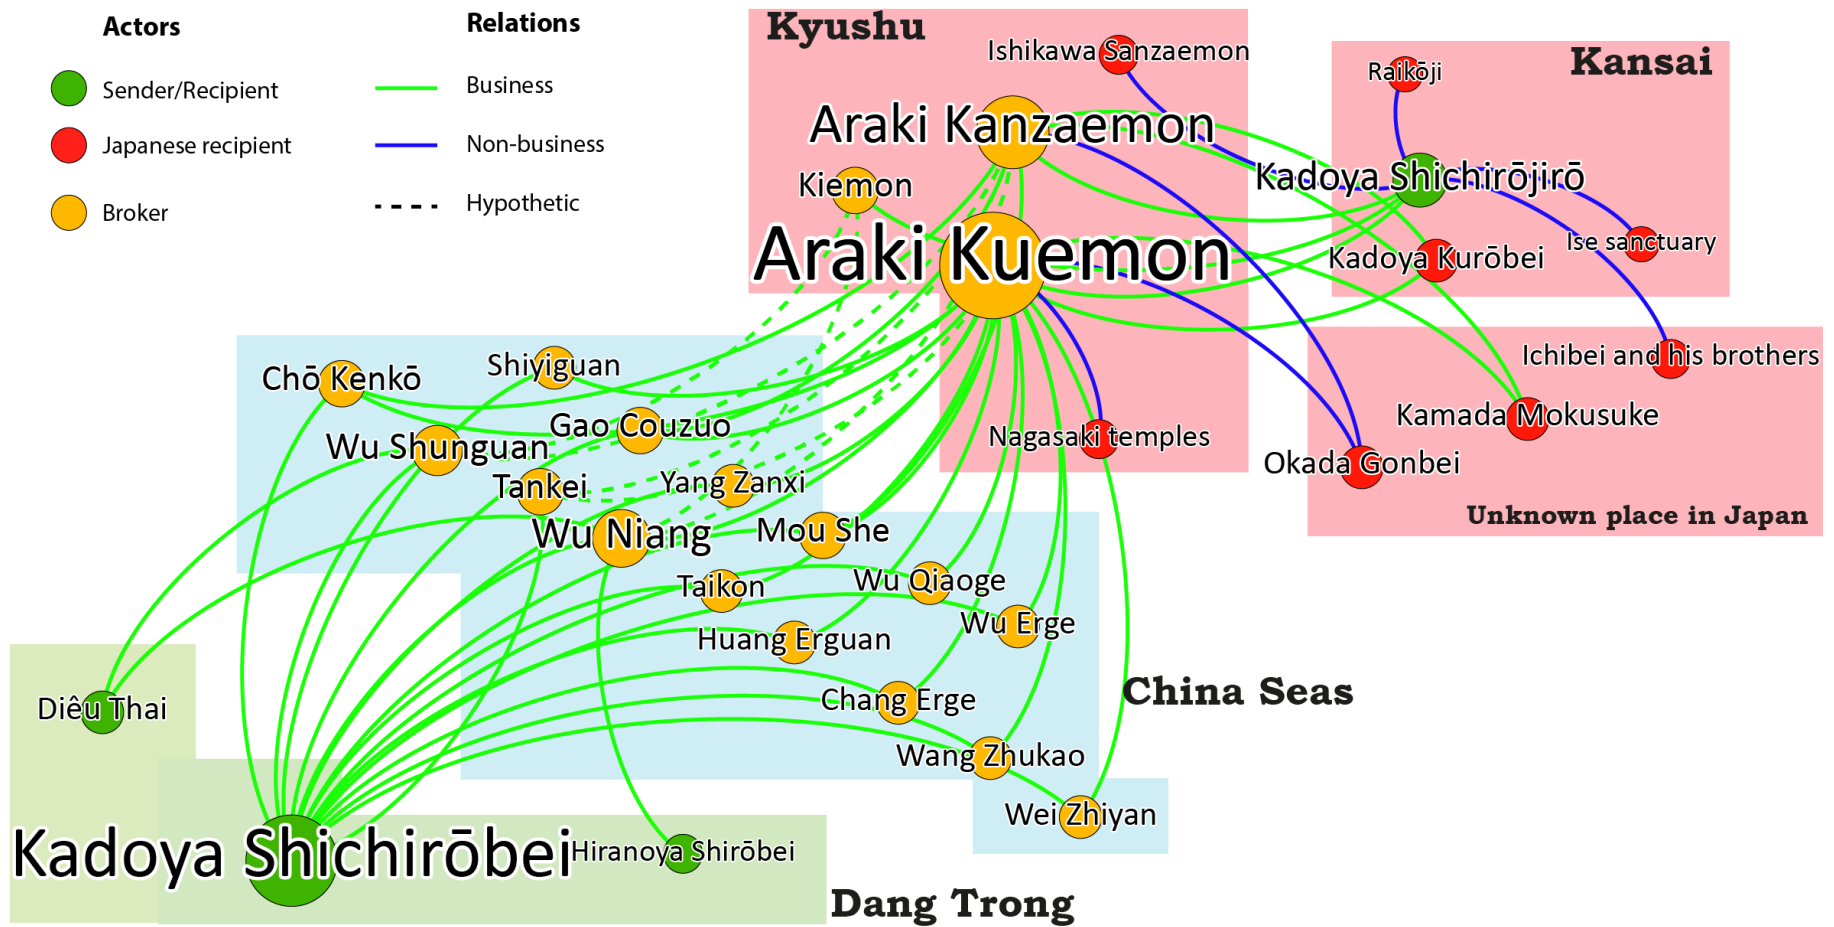 Actors
Relations
Sender/Recipient
Business
Japanese recipient
Non-business
Broker
Hypothetic
Kyushu
Ishikawa Sanzaemon
Kansai
Raikōji
Araki Kanzaemon
Kiemon
Kadoya Shichirōjirō
Araki Kuemon
Ise sanctuary
Kadoya Kurōbei
Ichibei and his brothers
Kamada Mokusuke
Nagasaki temples
Okada Gonbei
Unknown place in Japan
Chō Kenkō
Shiyiguan
Gao Couzuo
Wu Shunguan
Tankei
Yang Zanxi
Wu Niang
Mou She
Taikon
Wu Qiaoge
Wu Erge
Huang Erguan
China Seas
Chang Erge
Diêu Thai
Wang Zhukao
Wei Zhiyan
Kadoya Shichirōbei
Hiranoya Shirōbei
Dang Trong